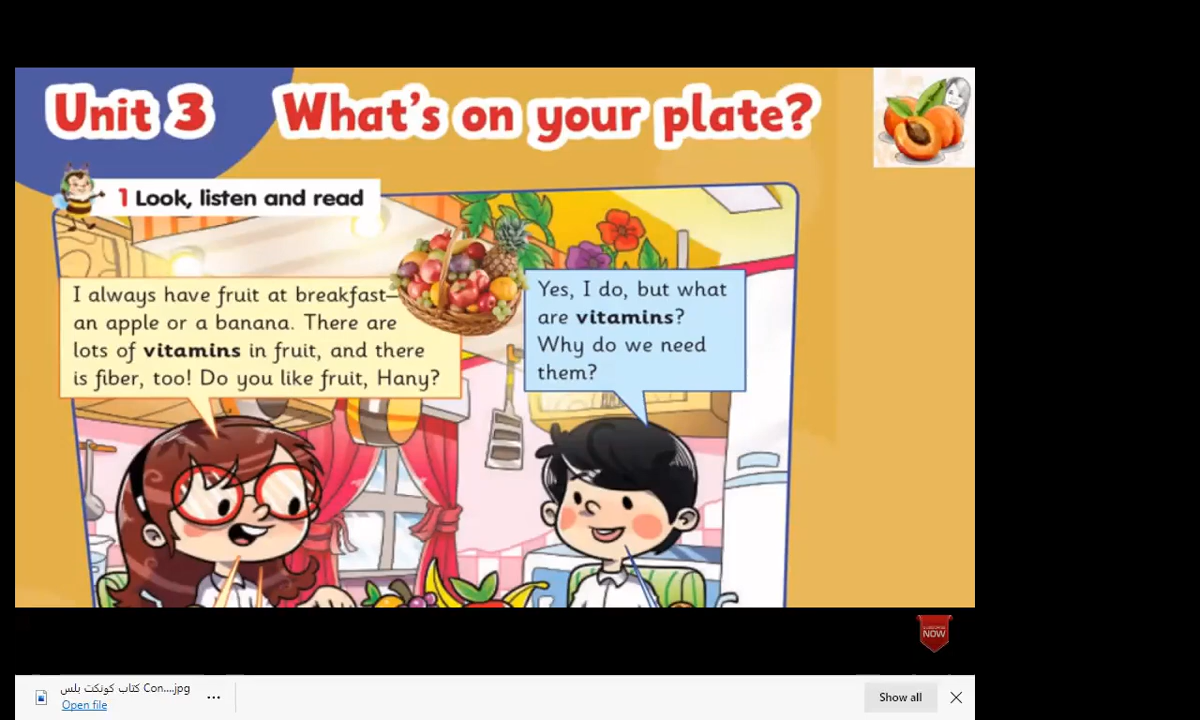 Unit 3 What's on your plate?
1 Look, listen and read
I always have fruit at breakfast–
an apple or a banana. There are
lots of vitamins in fruit, and there
is fiber, too! Do you like fruit, Hany?
Yes, I do, but what
are vitamins?
Why do we need
them?
SUBSCRIBE
NOW
كتاب كونكت بلس Con....jpg
Open file
...
Show all